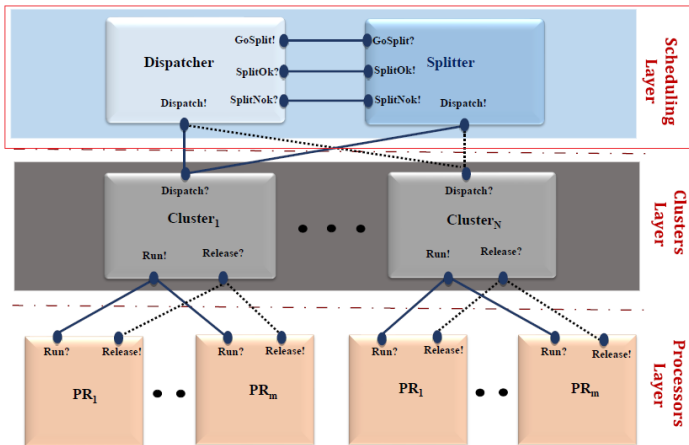 Dispatcher
GoSplit!
SplitOk?
SplitNok?
Dispatch!
GoSplit?
SplitOk!
SplitNok!
Splitter
Dispatch!
Scheduling
Layer
Dispatch?
Cluster1
Run!
Release?
Dispatch?
ClusterN
Run!
Release?
Clusters
Layer
Run?
Release!
PR1
Run?
Release!
PRm
Run?
Release!
PR1
Run?
Release!
PRm
Processors
Layer